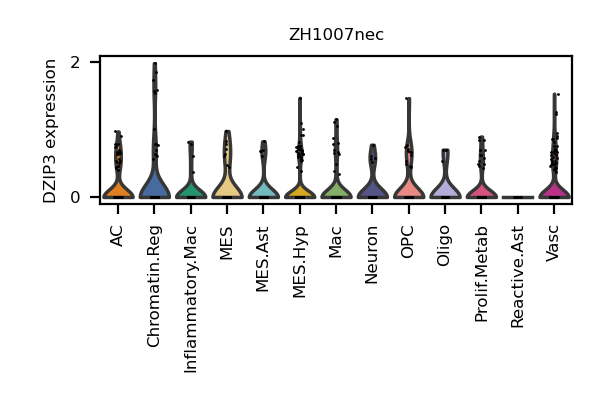 ZH1007nec
DZIP3 expression
2
0
AC
Chromatin.Reg
Inflammatory.Mac
MES
MES.Ast
MES.Hyp
Mac
Neuron
OPC
Oligo
Prolif.Metab
Reactive.Ast
Vasc